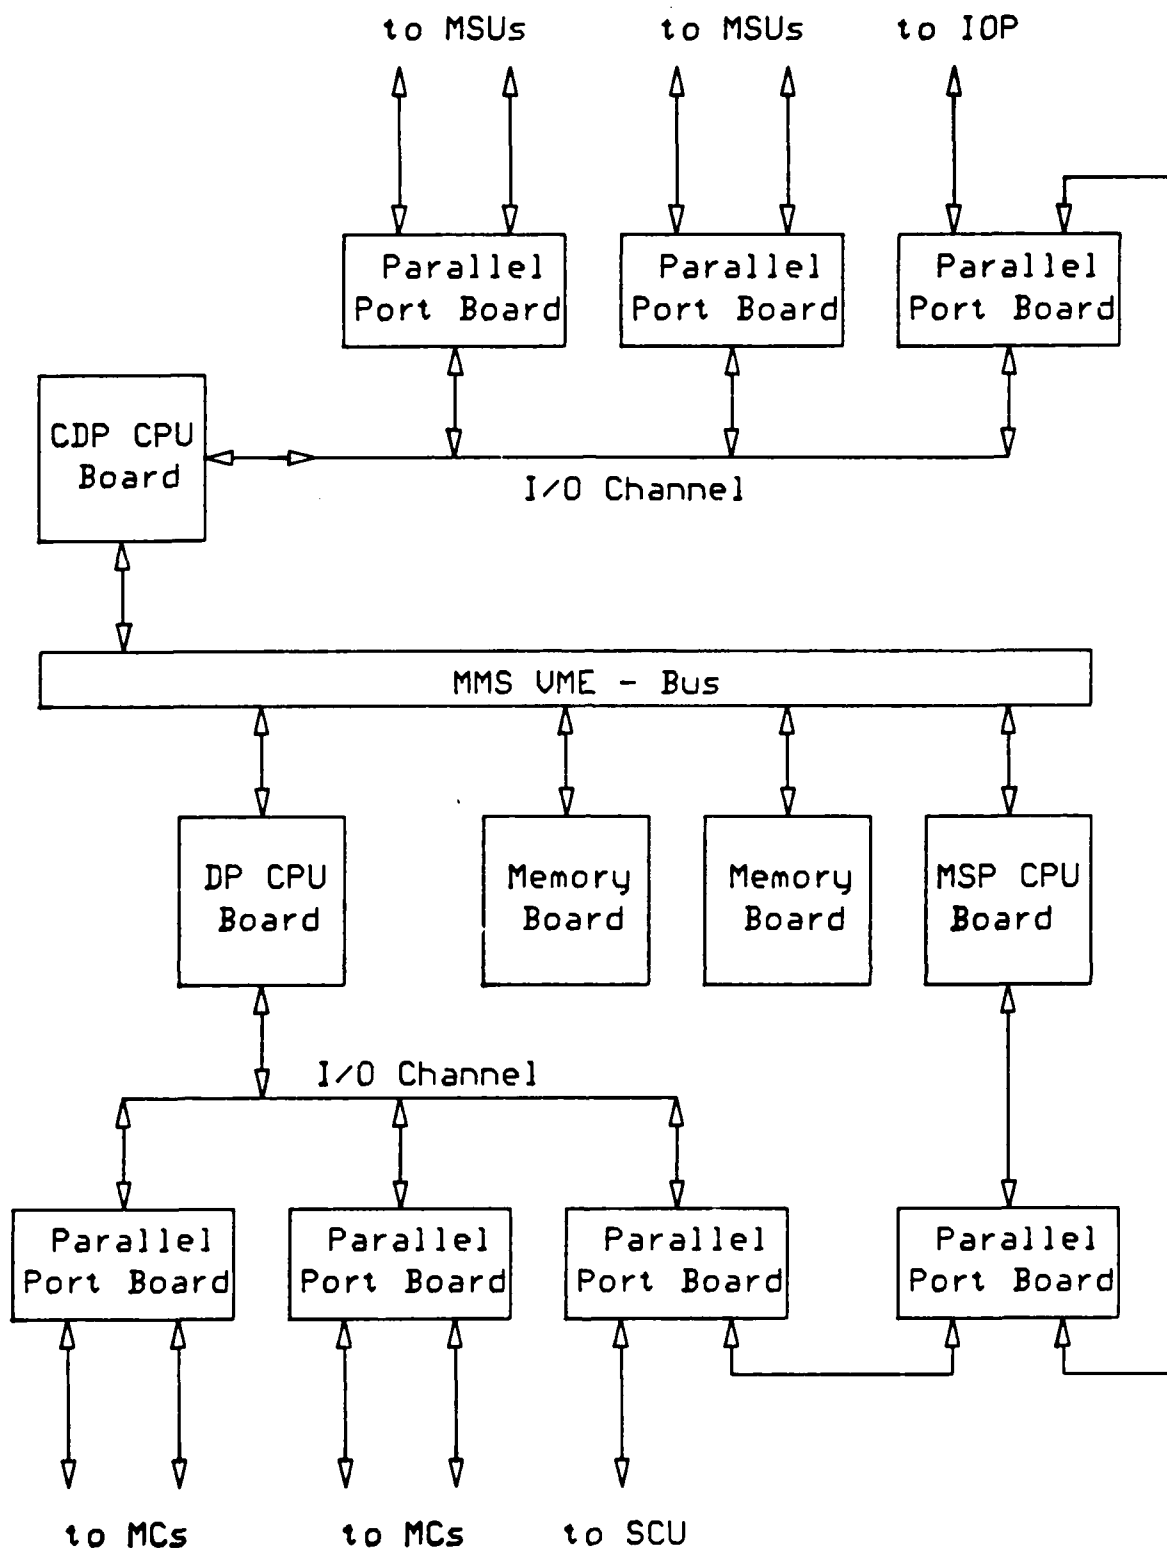 to MSUs
to MSUs
to IOP
Parallel
Port Board
Parallel
Port Board
Parallel
Port Board
CDP CPU
Board
I/O Channel
MMS VME - Bus
DP CPU
Board
Memory
Board
Memory
Board
MSP CPU
Board
I/O Channel
Parallel
Port Board
Parallel
Port Board
Parallel
Port Board
Parallel
Port Board
to MCs
to MCs
to SCU